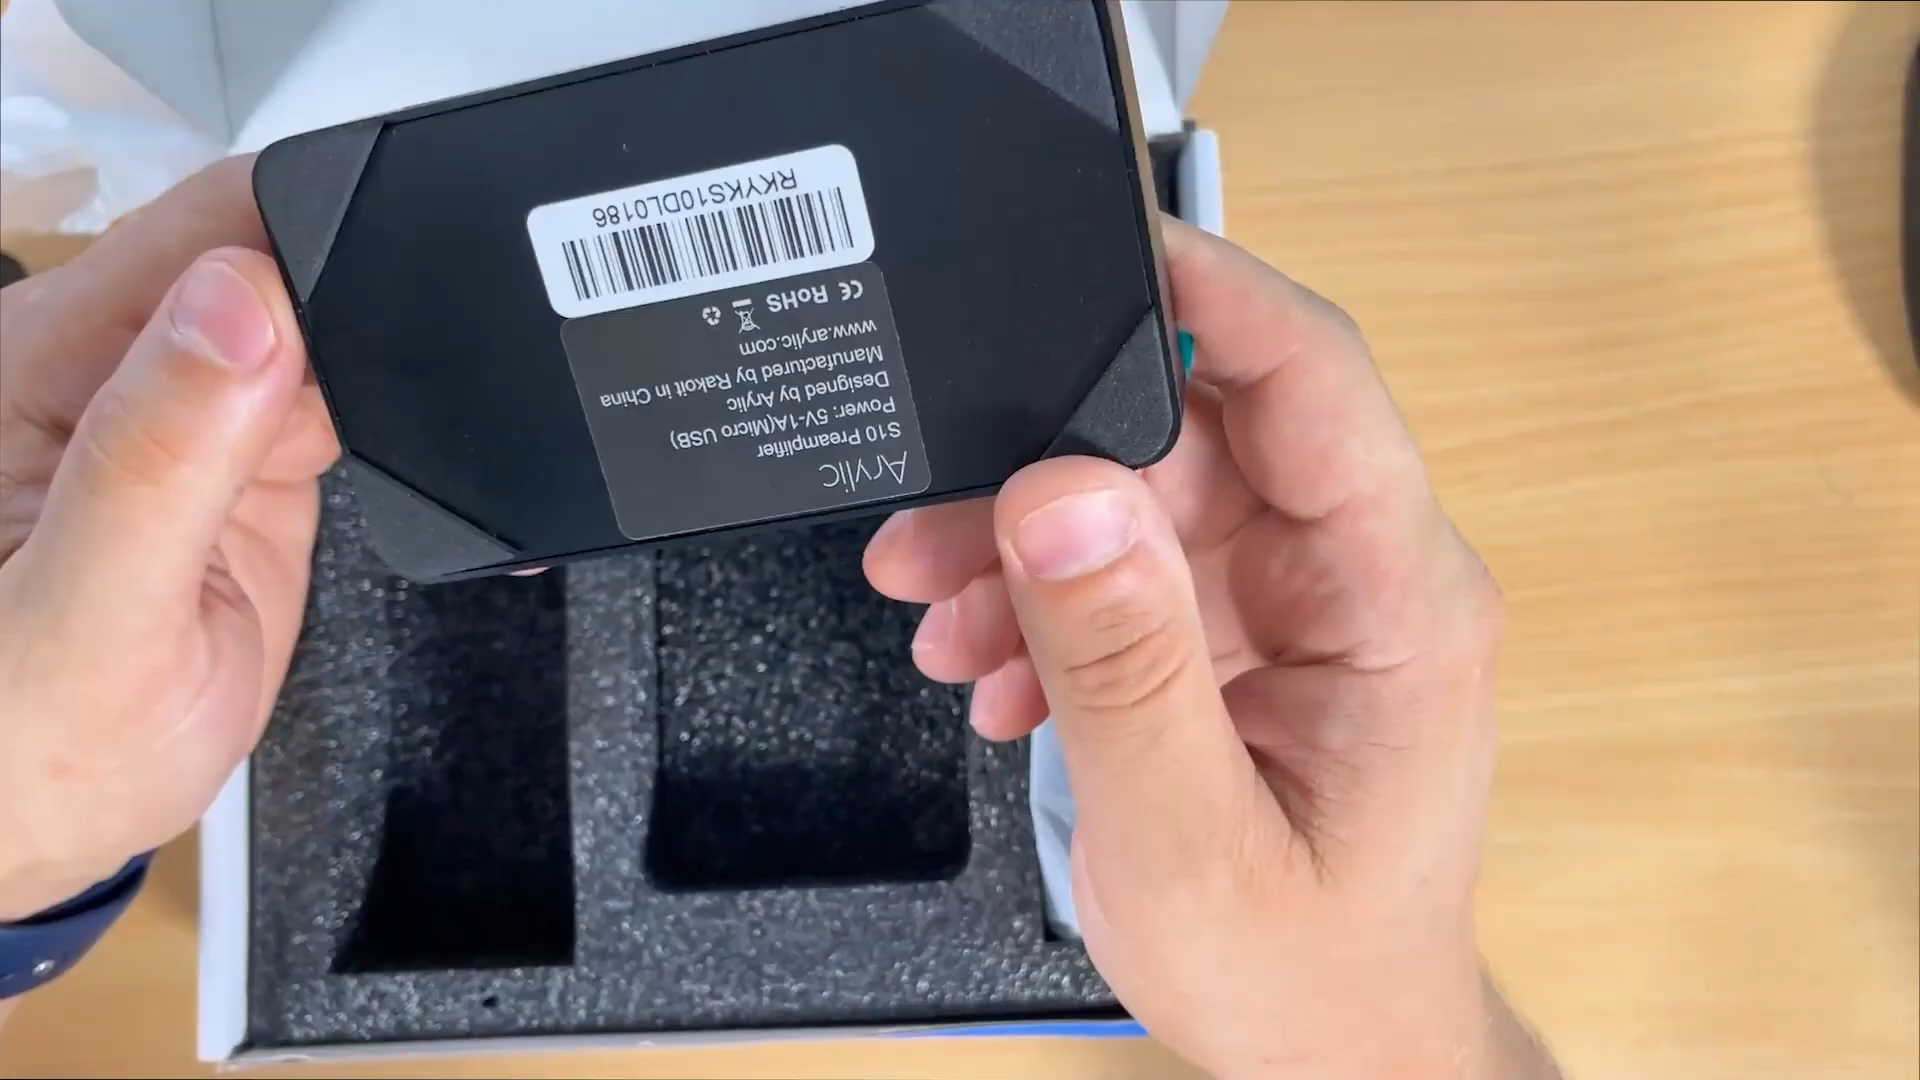 Arylic
S10 Preamplifier
Power: 5V-1A(Micro USB)
Designed by Arylic
Manufactured by Rakoit in China
www.arylic.com
CE RoHS
RKYKS10DL0186